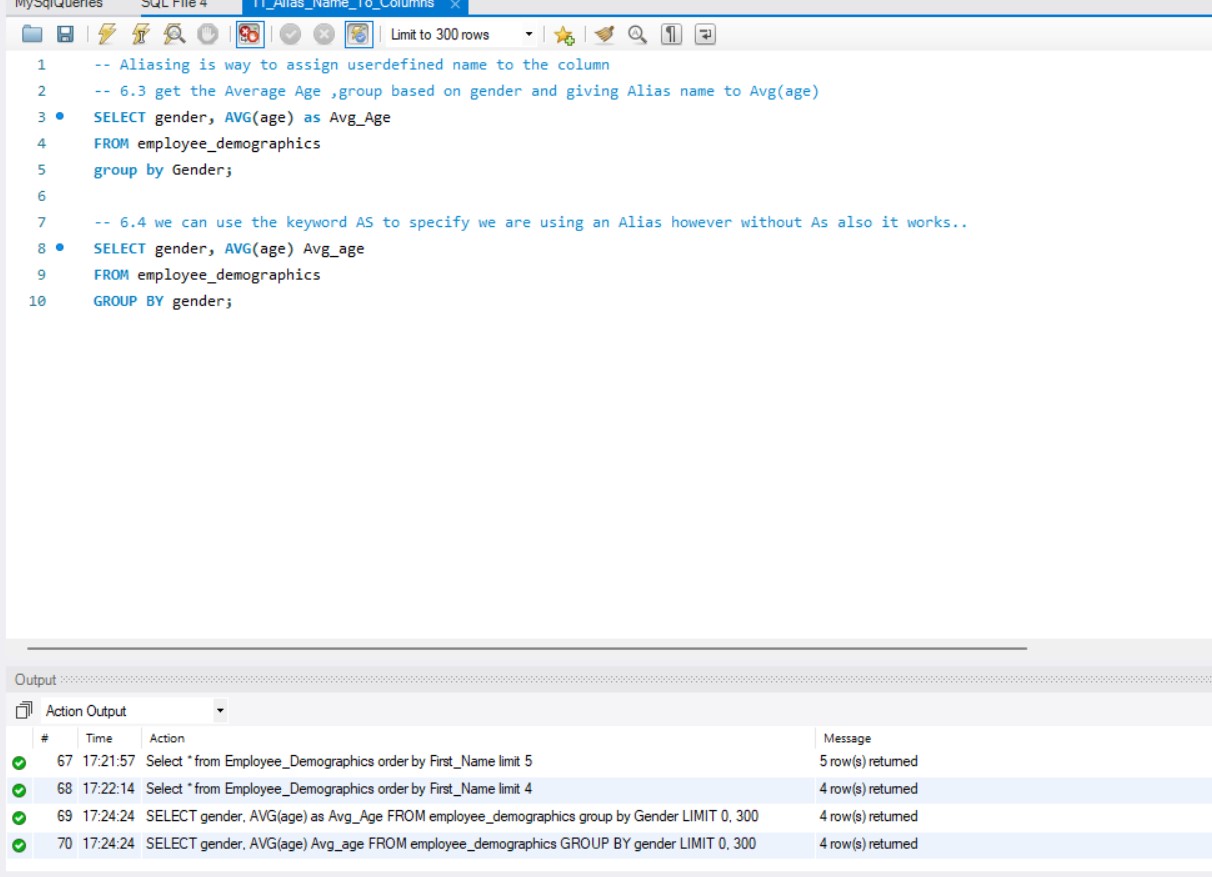 MySqlQueries SQL File 4 11_Alias_Name_To_Columns
Limit to 300 rows
1 -- Aliasing is way to assign userdefined name to the column
2 -- 6.3 get the Average Age ,group based on gender and giving Alias name to Avg(age)
3 SELECT gender, AVG(age) as Avg_Age
4 FROM employee_demographics
5 group by Gender;
6
7 -- 6.4 we can use the keyword AS to specify we are using an Alias however without As also it works..
8 SELECT gender, AVG(age) Avg_age
9 FROM employee_demographics
10 GROUP BY gender;
Output
Action Output
# Time Action Message
67 17:21:57 Select * from Employee_Demographics order by First_Name limit 5 5 row(s) returned
68 17:22:14 Select * from Employee_Demographics order by First_Name limit 4 4 row(s) returned
69 17:24:24 SELECT gender, AVG(age) as Avg_Age FROM employee_demographics group by Gender LIMIT 0, 300 4 row(s) returned
70 17:24:24 SELECT gender, AVG(age) Avg_age FROM employee_demographics GROUP BY gender LIMIT 0, 300 4 row(s) returned